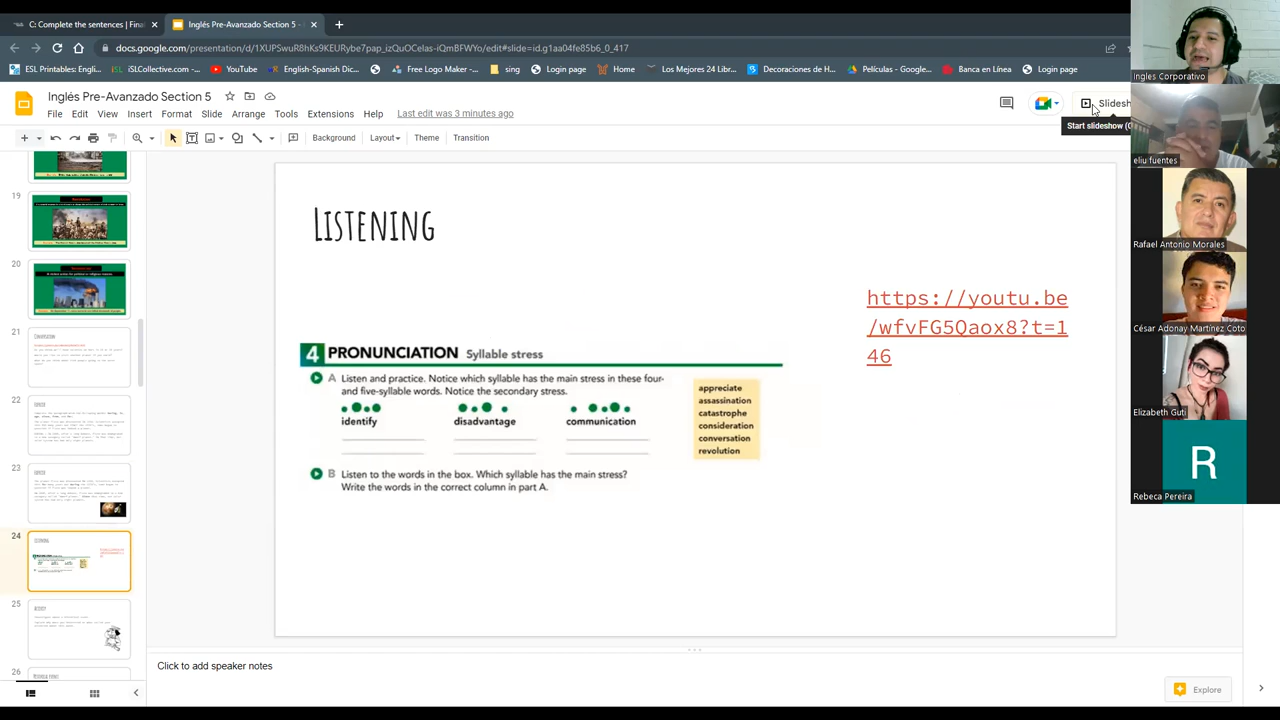 C: Complete the sentences | Final
Inglés Pre-Avanzado Section 5 -
docs.google.com/presentation/d/1XUPSwuR8hKs9KEURybe7pap_izQuOCelas-iQmBFWYo/edit#slide=id.g1aa04fe85b6_0_417
ESL Printables: Engli...
iSLCollective.com -...
YouTube
English-Spanish Dic...
Free Logo Maker -...
Login page
Home
Los Mejores 24 Libr...
Decoraciones de H...
Películas - Google...
Banca en Línea
Login page
Inglés Pre-Avanzado Section 5
File Edit View Insert Format Slide Arrange Tools Extensions Help Last edit was 3 minutes ago
Slidesh
Start slideshow (C
Background Layout Theme Transition
19
20
21
22
23
24
25
26
LISTENING
https://youtu.be
/wfvFG5Qaox8?t=1
46
4 PRONUNCIATION Syllable stress
A Listen and practice. Notice which syllable has the main stress in these four-
and five-syllable words. Notice the secondary stress.
identify disadvantage communication
appreciate
assassination
catastrophe
consideration
conversation
revolution
B Listen to the words in the box. Which syllable has the main stress?
Write the words in the correct column in part A.
Click to add speaker notes
Explore
Ingles Corporativo
eliu fuentes
Rafael Antonio Morales
César Adonay Martínez Coto
Elizabeth Guti
R
Rebeca Pereira